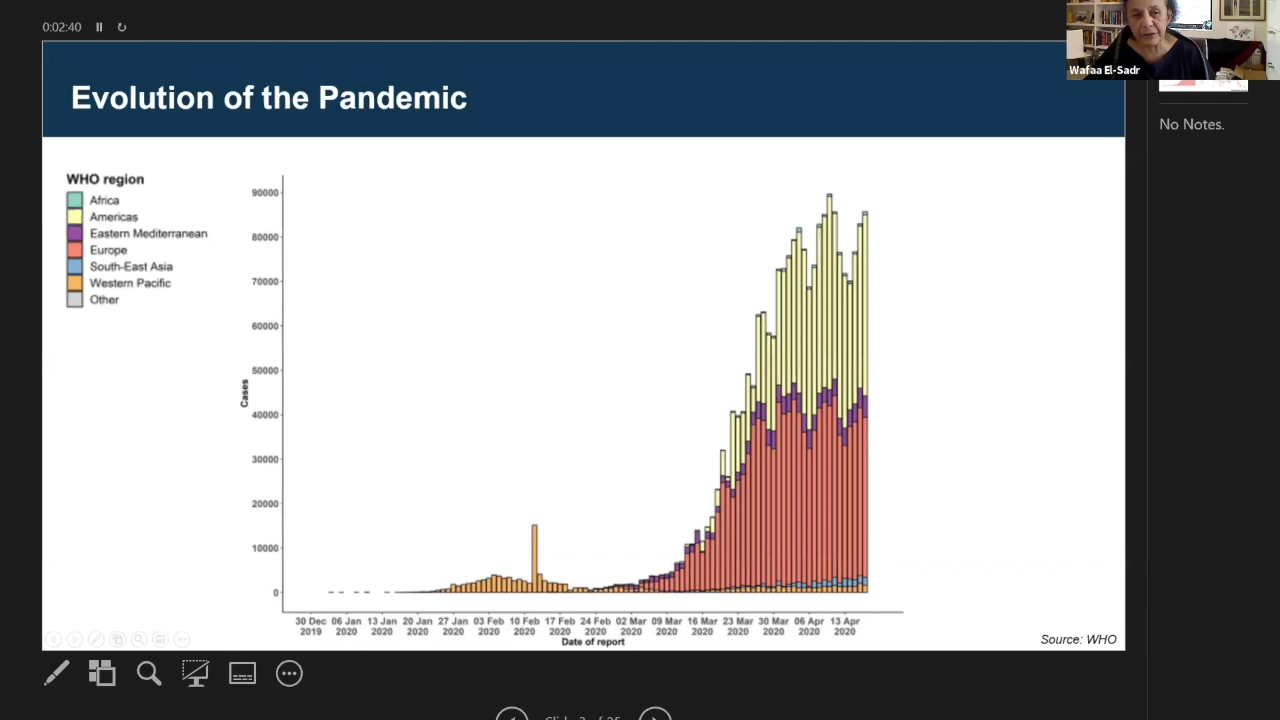 0:02:40
Wafaa El-Sadr
Evolution of the Pandemic
No Notes.
WHO region
Africa
Americas
Eastern Mediterranean
Europe
South-East Asia
Western Pacific
Other
90000
80000
70000
60000
50000
40000
30000
20000
10000
0
Cases
30 Dec 06 Jan 13 Jan 20 Jan 27 Jan 03 Feb 10 Feb 17 Feb 24 Feb 02 Mar 09 Mar 16 Mar 23 Mar 30 Mar 06 Apr 13 Apr
2019 2020 2020 2020 2020 2020 2020 2020 2020 2020 2020 2020 2020 2020 2020 2020
Date of report
Source: WHO